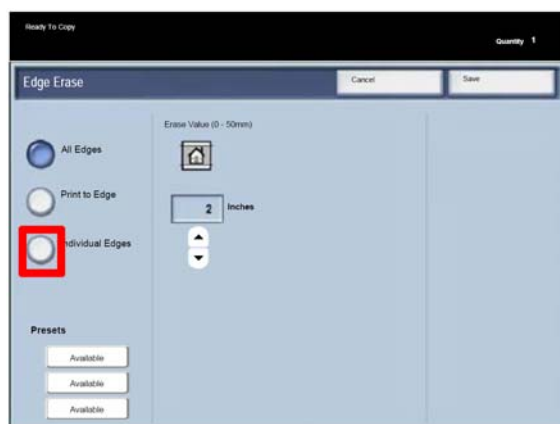 Ready To Copy
Quantity 1
Edge Erase
Cancel
Save
Erase Value (0 - 50mm)
All Edges
Print to Edge
2 Inches
Individual Edges
Presets
Available
Available
Available